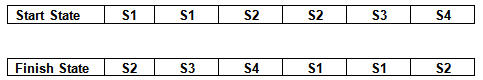 Start State S1 S1 S2 S2 S3 S4
Finish State S2 S3 S4 S1 S1 S2